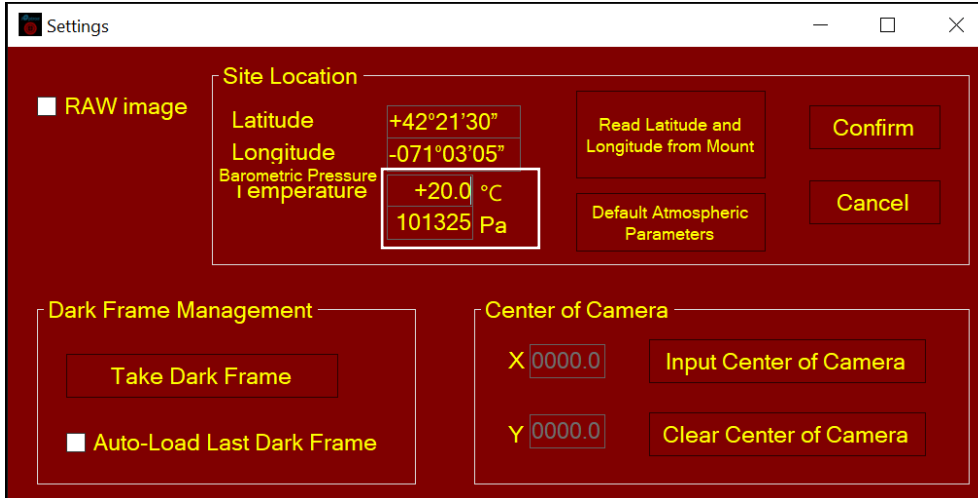 Settings
RAW image
Site Location
Latitude +42°21'30”
Longitude -071°03'05”
Barometric Pressure
Temperature +20.0 °C
101325 Pa
Read Latitude and
Longitude from Mount
Default Atmospheric
Parameters
Confirm
Cancel
Dark Frame Management
Take Dark Frame
Auto-Load Last Dark Frame
Center of Camera
X 0000.0
Input Center of Camera
Y 0000.0
Clear Center of Camera